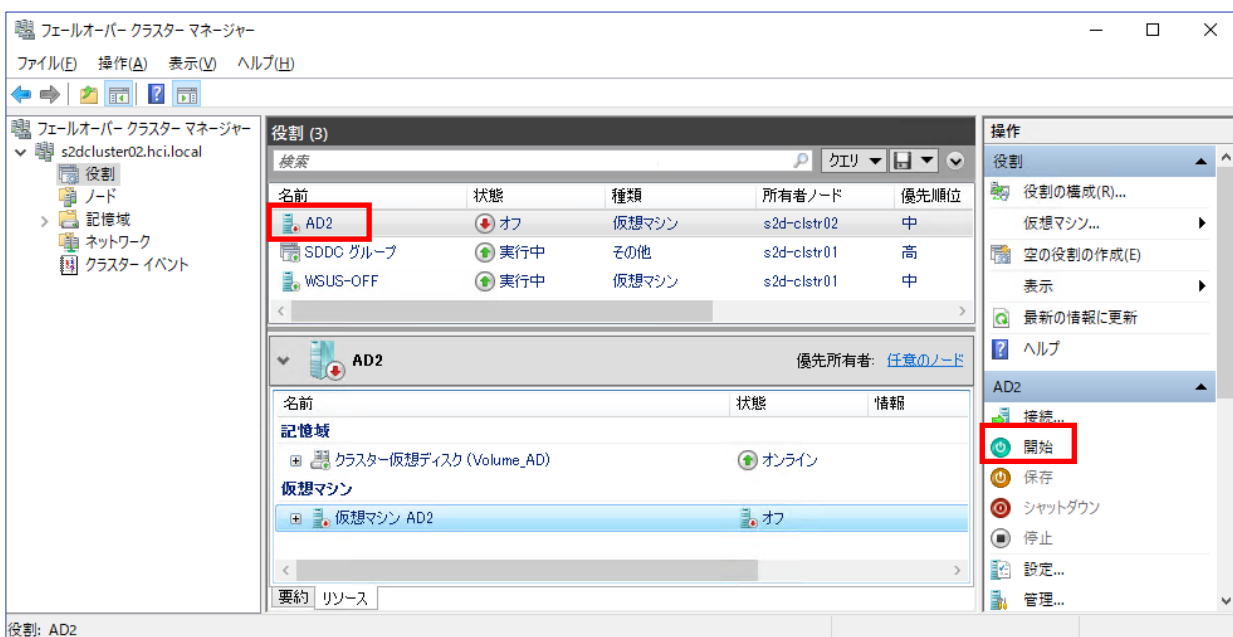 フェールオーバー クラスター マネージャー
ファイル(F) 操作(A) 表示(V) ヘルプ(H)
フェールオーバー クラスター マネージャー
s2dcluster02.hci.local
役割
ノード
記憶域
ネットワーク
クラスター イベント
役割 (3)
検索 クエリ
名前 状態 種類 所有者ノード 優先順位
AD2 オフ 仮想マシン s2d-clstr02 中
SDDC グループ 実行中 その他 s2d-clstr01 高
WSUS-OFF 実行中 仮想マシン s2d-clstr01 中
AD2 優先所有者: 任意のノード
名前 状態 情報
記憶域
クラスター仮想ディスク (Volume_AD) オンライン
仮想マシン
仮想マシン AD2 オフ
要約 リソース
操作
役割
役割の構成(R)...
仮想マシン...
空の役割の作成(E)
表示
最新の情報に更新
ヘルプ
AD2
接続...
開始
保存
シャットダウン
停止
設定...
管理...
役割: AD2